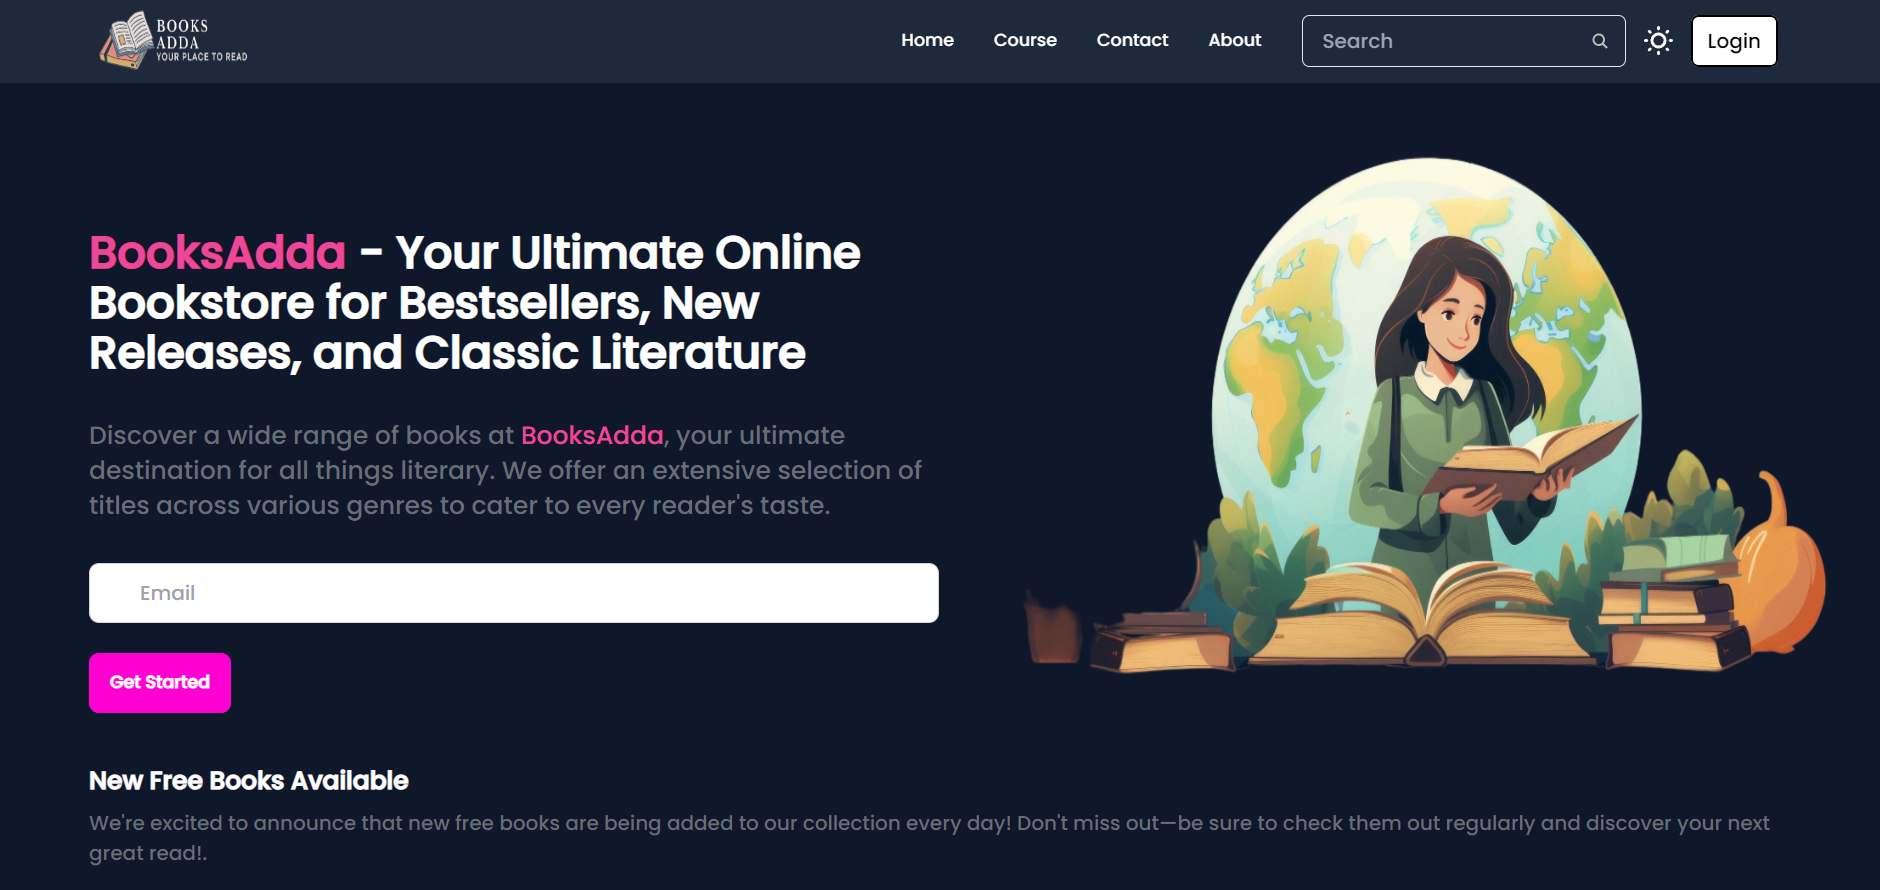 BOOKS
ADDA
YOUR PLACE TO READ
Home Course Contact About Search Login
BooksAdda - Your Ultimate Online
Bookstore for Bestsellers, New
Releases, and Classic Literature
Discover a wide range of books at BooksAdda, your ultimate
destination for all things literary. We offer an extensive selection of
titles across various genres to cater to every reader's taste.
Email
Get Started
New Free Books Available
We're excited to announce that new free books are being added to our collection every day! Don't miss out—be sure to check them out regularly and discover your next
great read!.